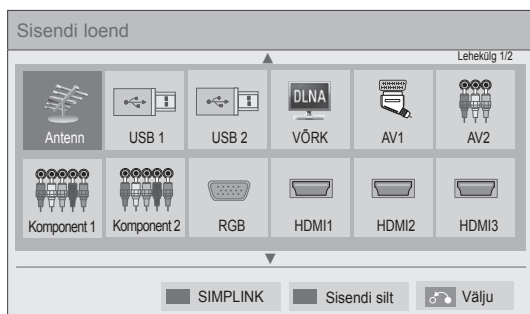 Sisendi loend
Lehekülg 1/2
Antenn
USB 1
USB 2
DLNA
VÕRK
AV1
AV2
Komponent 1
Komponent 2
RGB
HDMI1
HDMI2
HDMI3
SIMPLINK
Sisendi silt
Välju